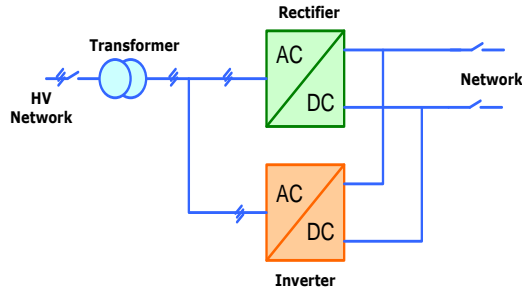 Rectifier
Transformer
AC
DC
HV
Network
Network
AC
DC
Inverter